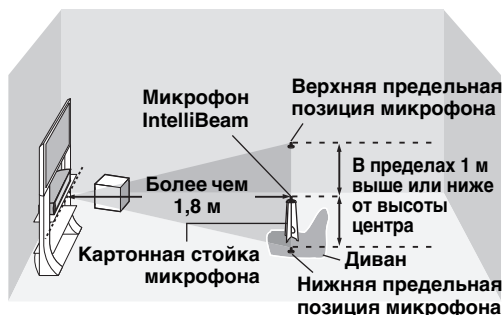 Верхняя предельная
позиция микрофона
Микрофон
IntelliBeam
В пределах 1 м
выше или ниже
от высоты
центра
Более чем
1,8 м
Картонная стойка
микрофона
Диван
Нижняя предельная
позиция микрофона